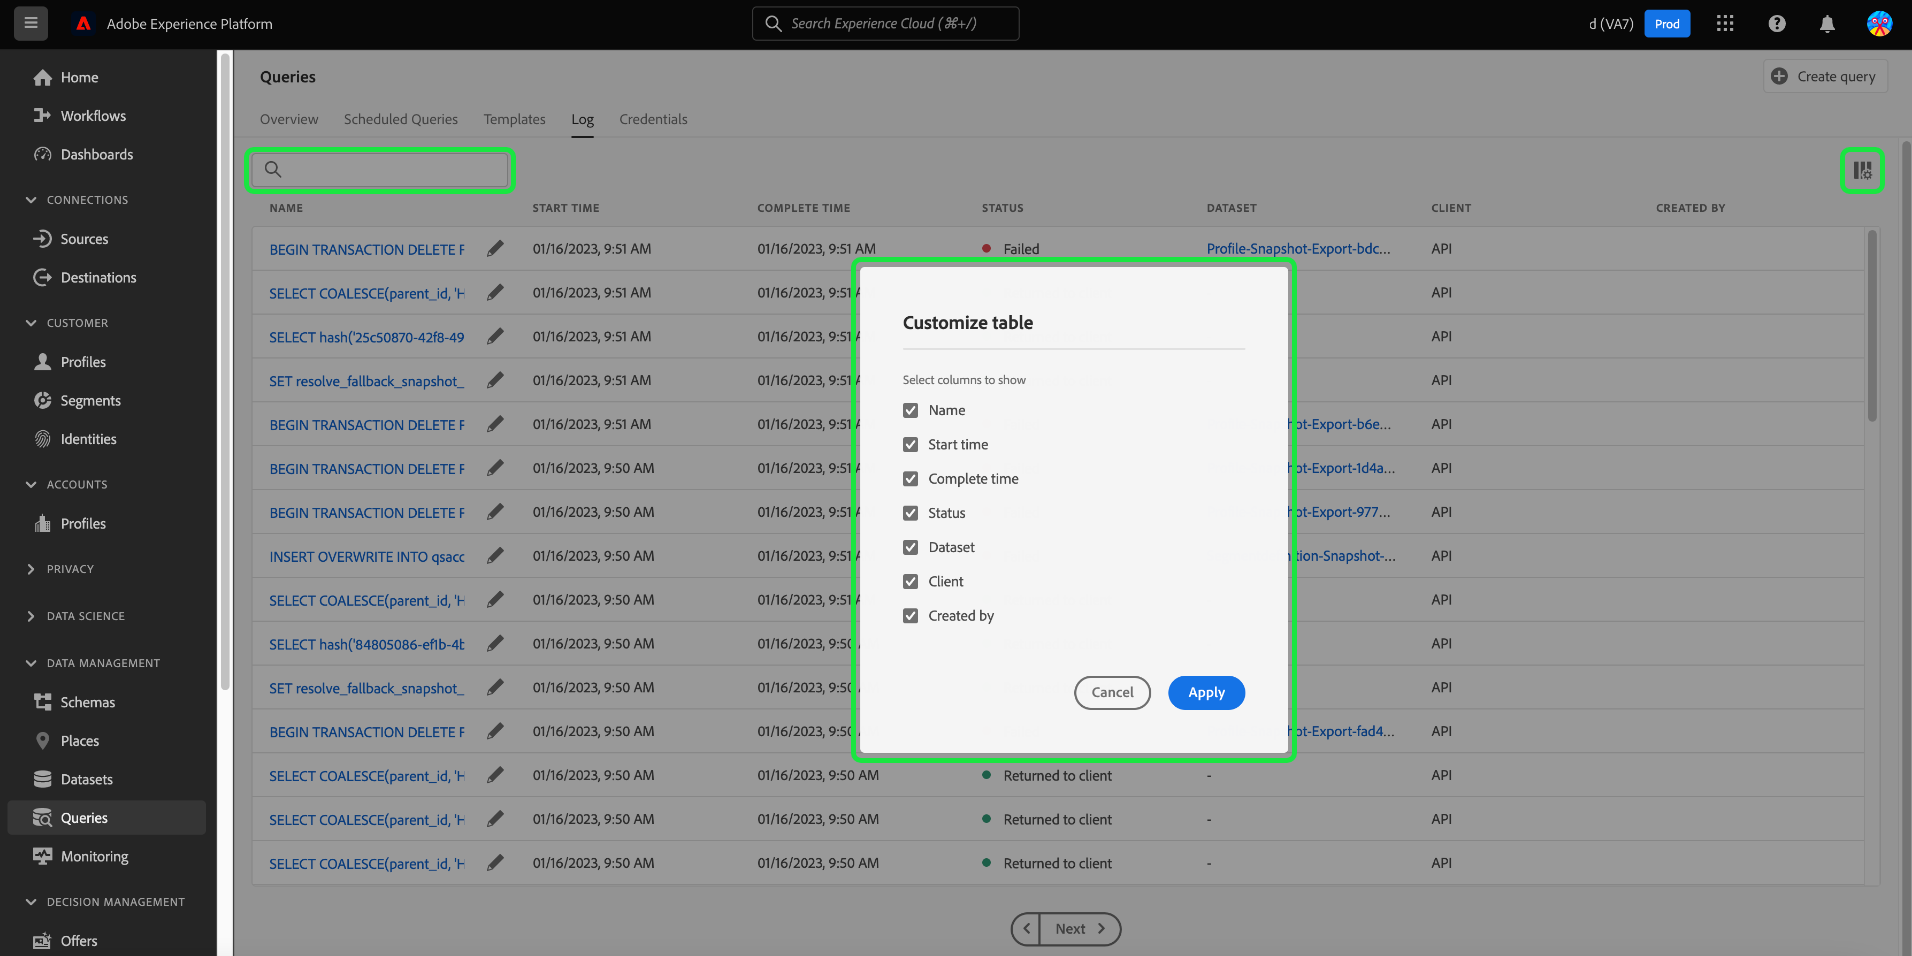 Adobe Experience Platform
Search Experience Cloud (⌘+/)
d (VA7)
Prod
Home
Workflows
Dashboards
CONNECTIONS
Sources
Destinations
CUSTOMER
Profiles
Segments
Identities
ACCOUNTS
Profiles
PRIVACY
DATA SCIENCE
DATA MANAGEMENT
Schemas
Places
Datasets
Queries
Monitoring
DECISION MANAGEMENT
Offers
Queries
Create query
Overview Scheduled Queries Templates Log Credentials
NAME START TIME COMPLETE TIME STATUS DATASET CLIENT CREATED BY
BEGIN TRANSACTION DELETE F 01/16/2023, 9:51 AM 01/16/2023, 9:51 AM Failed Profile-Snapshot-Export-bdc... API
SELECT COALESCE(parent_id, 'H 01/16/2023, 9:51 AM 01/16/2023, 9:51 A API
SELECT hash('25c50870-42f8-49 01/16/2023, 9:51 AM 01/16/2023, 9:51 A API
SET resolve_fallback_snapshot_ 01/16/2023, 9:51 AM 01/16/2023, 9:51 A API
BEGIN TRANSACTION DELETE F 01/16/2023, 9:51 AM 01/16/2023, 9:51 A hot-Export-b6e... API
BEGIN TRANSACTION DELETE F 01/16/2023, 9:50 AM 01/16/2023, 9:51 A hot-Export-1d4a... API
BEGIN TRANSACTION DELETE F 01/16/2023, 9:50 AM 01/16/2023, 9:51 A hot-Export-977... API
INSERT OVERWRITE INTO qsacc 01/16/2023, 9:50 AM 01/16/2023, 9:51 A ition-Snapshot-... API
SELECT COALESCE(parent_id, 'H 01/16/2023, 9:50 AM 01/16/2023, 9:51 A API
SELECT hash('84805086-ef1b-4b 01/16/2023, 9:50 AM 01/16/2023, 9:50 API
SET resolve_fallback_snapshot_ 01/16/2023, 9:50 AM 01/16/2023, 9:50 API
BEGIN TRANSACTION DELETE F 01/16/2023, 9:50 AM 01/16/2023, 9:50 hot-Export-fad4... API
SELECT COALESCE(parent_id, 'H 01/16/2023, 9:50 AM 01/16/2023, 9:50 AM Returned to client - API
SELECT COALESCE(parent_id, 'H 01/16/2023, 9:50 AM 01/16/2023, 9:50 AM Returned to client - API
SELECT COALESCE(parent_id, 'H 01/16/2023, 9:50 AM 01/16/2023, 9:50 AM Returned to client - API
Customize table
Select columns to show
Name
Start time
Complete time
Status
Dataset
Client
Created by
Cancel Apply
Next